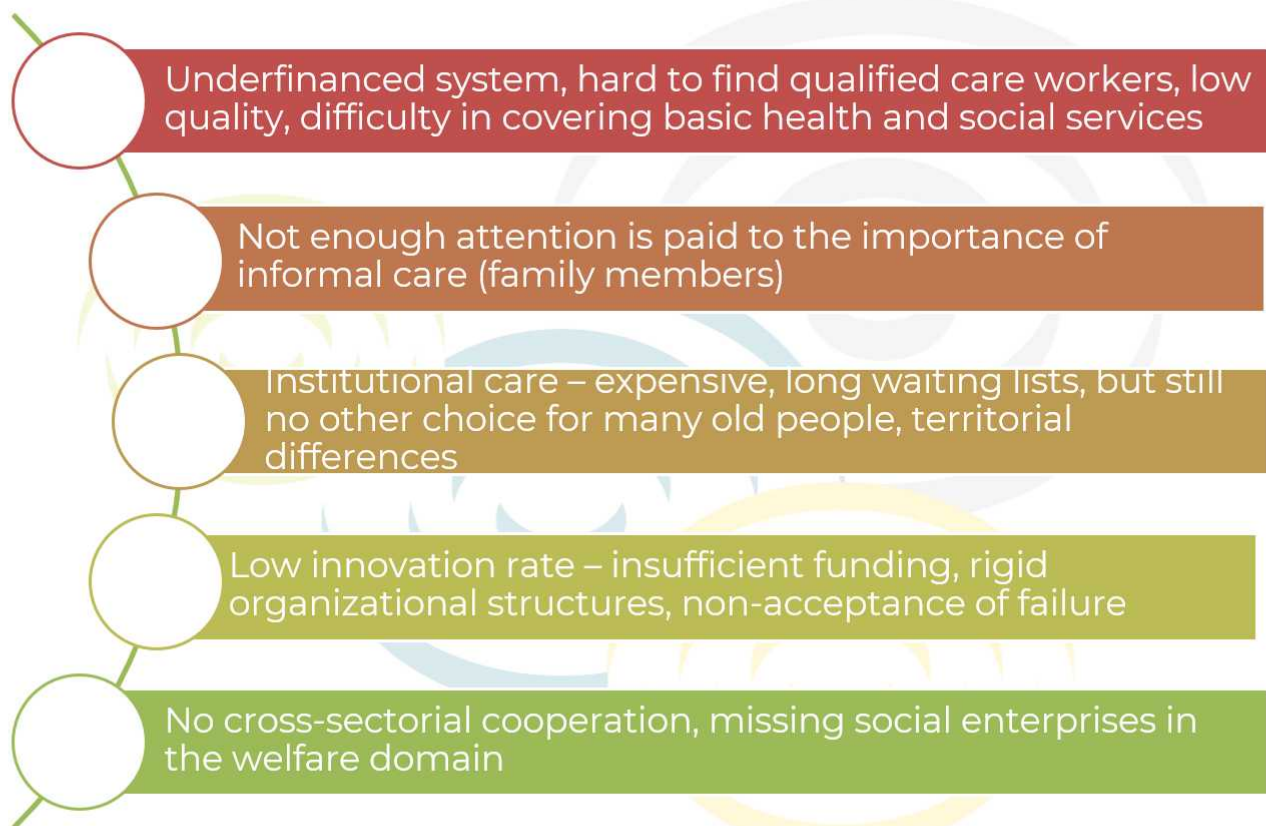 Underfinanced system, hard to find qualified care workers, low
quality, difficulty in covering basic health and social services
Not enough attention is paid to the importance of
informal care (family members)
Institutional care – expensive, long waiting lists, but still
no other choice for many old people, territorial
differences
Low innovation rate – insufficient funding, rigid
organizational structures, non-acceptance of failure
No cross-sectorial cooperation, missing social enterprises in
the welfare domain